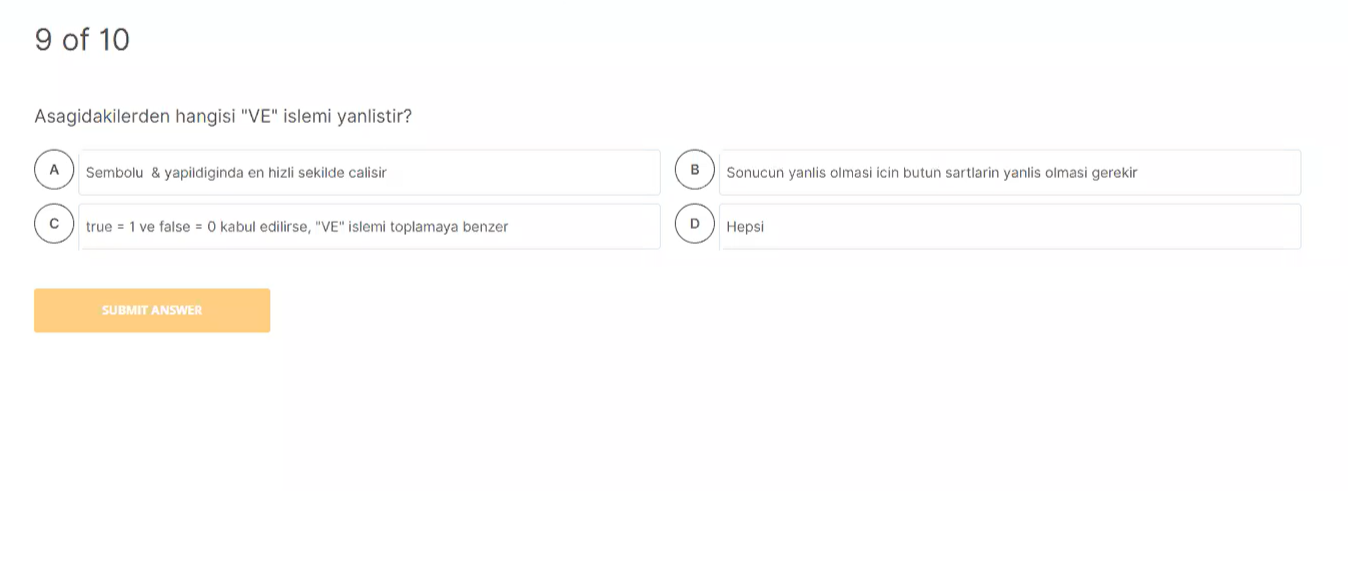 9 of 10
Asagidakilerden hangisi "VE" islemi yanlistir?
A Sembolu & yapildiginda en hizli sekilde calisir
B Sonucun yanlis olmasi icin butun sartlarin yanlis olmasi gerekir
C true = 1 ve false = 0 kabul edilirse, "VE" islemi toplamaya benzer
D Hepsi
SUBMIT ANSWER